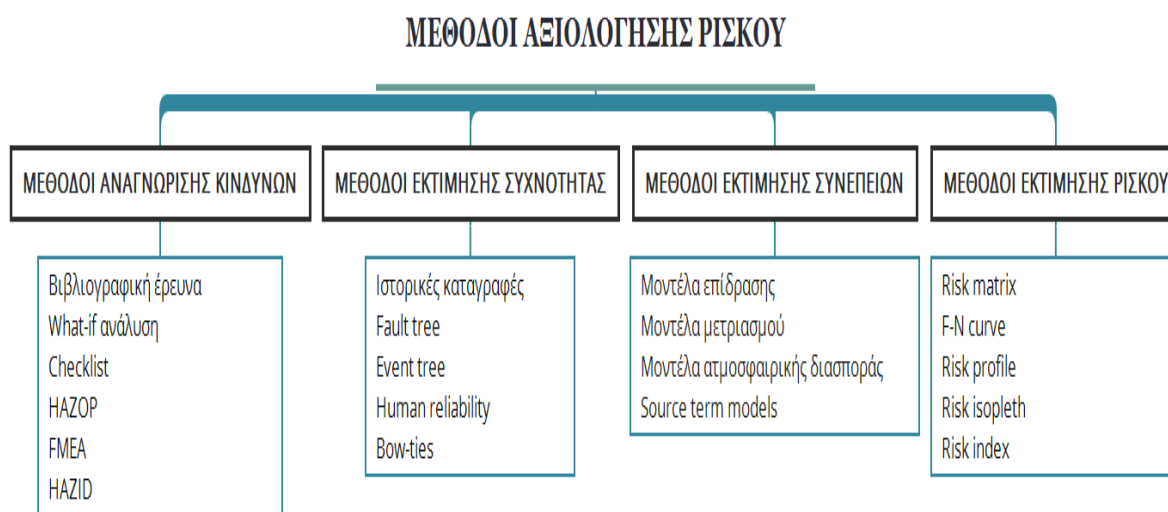 ΜΕΘΟΔΟΙ ΑΞΙΟΛΟΓΗΣΗΣ ΡΙΣΚΟΥ
ΜΕΘΟΔΟΙ ΑΝΑΓΝΩΡΙΣΗΣ ΚΙΝΔΥΝΩΝ
Βιβλιογραφική έρευνα
What-if ανάλυση
Checklist
HAZOP
FMEA
HAZID
ΜΕΘΟΔΟΙ ΕΚΤΙΜΗΣΗΣ ΣΥΧΝΟΤΗΤΑΣ
Ιστορικές καταγραφές
Fault tree
Event tree
Human reliability
Bow-ties
ΜΕΘΟΔΟΙ ΕΚΤΙΜΗΣΗΣ ΣΥΝΕΠΕΙΩΝ
Μοντέλα επίδρασης
Μοντέλα μετριασμού
Μοντέλα ατμοσφαιρικής διασποράς
Source term models
ΜΕΘΟΔΟΙ ΕΚΤΙΜΗΣΗΣ ΡΙΣΚΟΥ
Risk matrix
F-N curve
Risk profile
Risk isopleth
Risk index